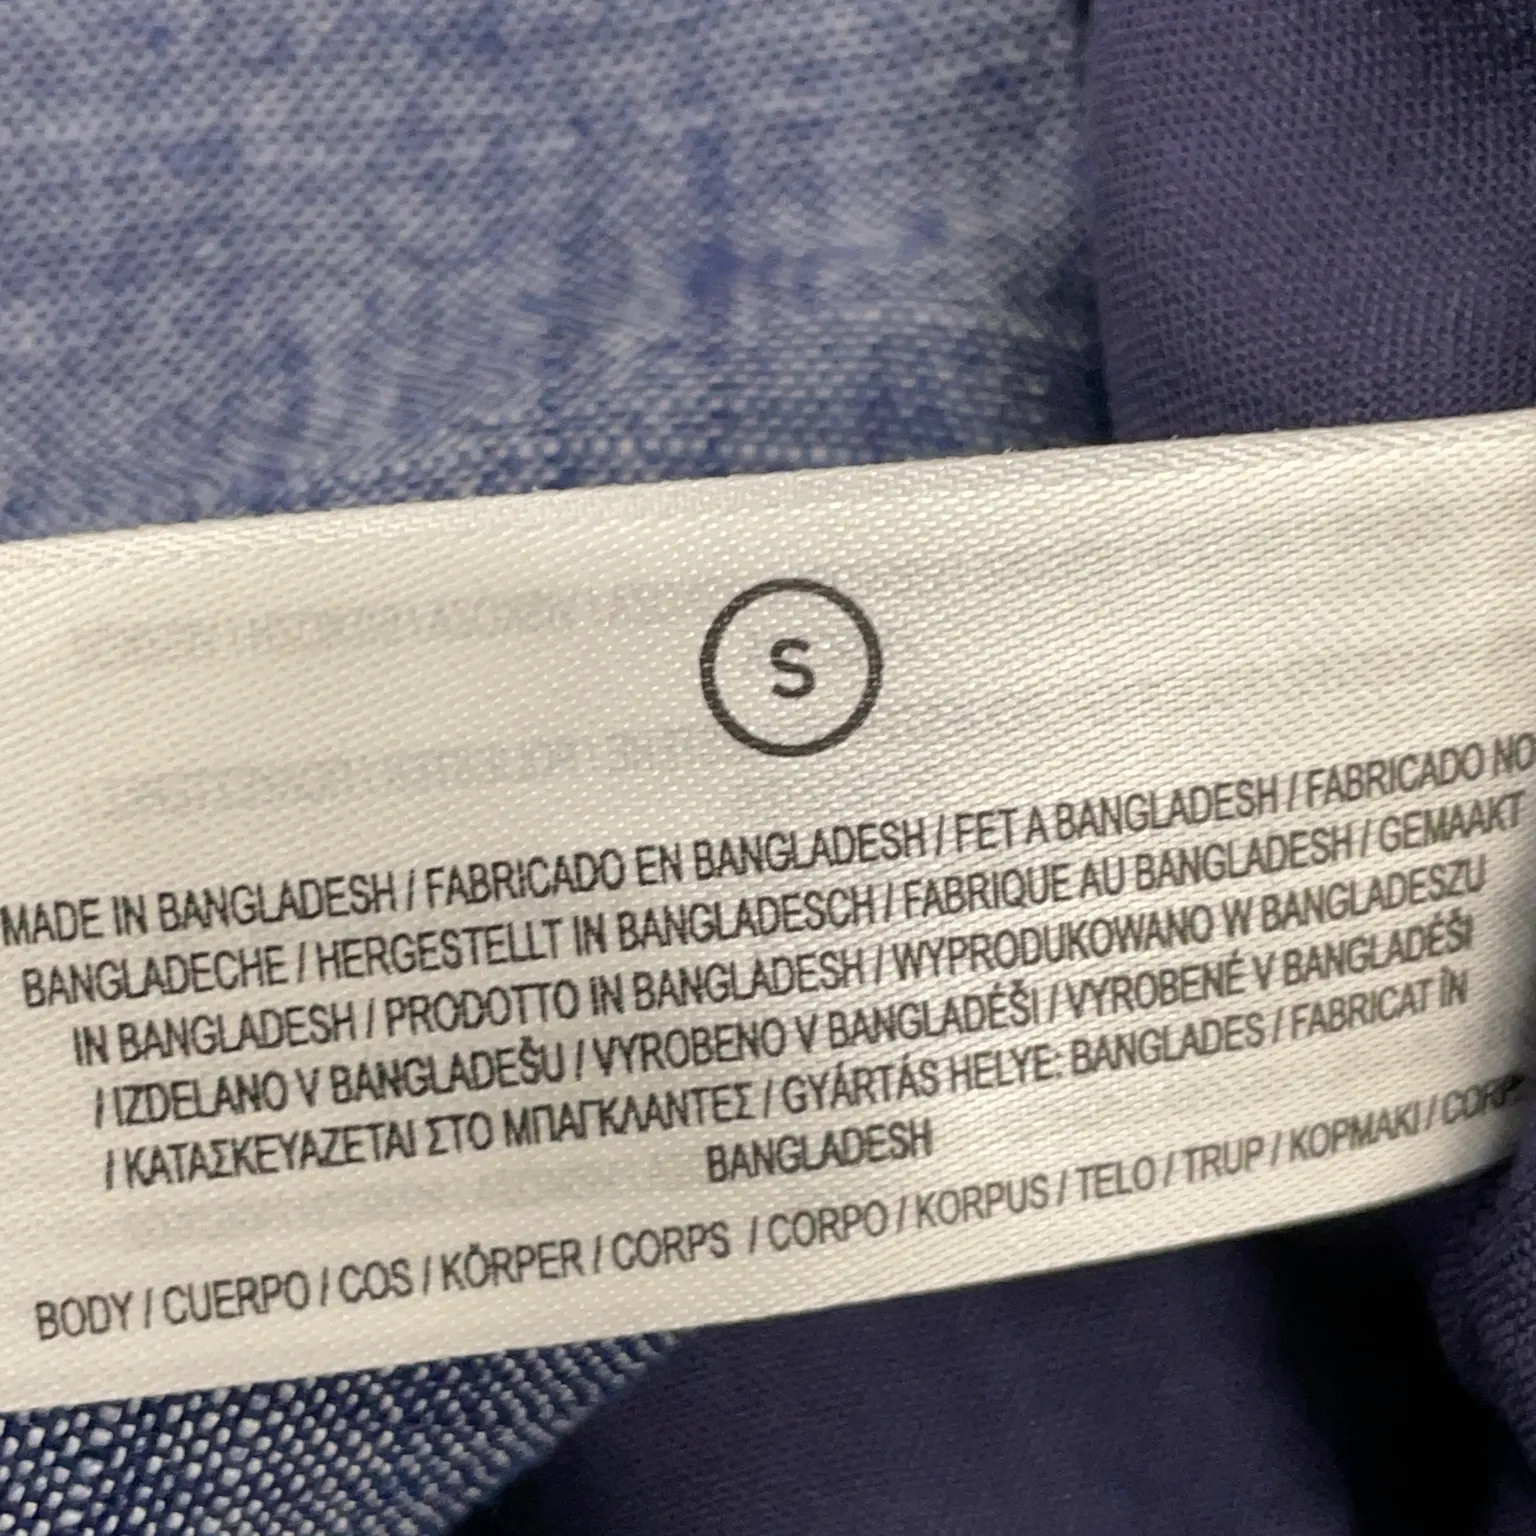 S
MADE IN BANGLADESH / FABRICADO EN BANGLADESH / FET A BANGLADESH / FABRICADO NO
BANGLADECHE / HERGESTELLT IN BANGLADESCH / FABRIQUE AU BANGLADESH / GEMAAKT
IN BANGLADESH / PRODOTTO IN BANGLADESH / WYPRODUKOWANO W BANGLADESZU
/ IZDELANO V BANGLADEŠU / VYROBENO V BANGLADÉŠI / VYROBENÉ V BANGLADÉŠI
/ ΚΑΤΑΣΚΕΥΑΖΕΤΑΙ ΣΤΟ ΜΠΑΓΚΛΑΝΤΕΣ / GYÁRTÁS HELYE: BANGLADES / FABRICAT ÎN
BANGLADESH
BODY / CUERPO / COS / KÖRPER / CORPS / CORPO / KORPUS / TELO / TRUP / ΚΟΡΜΑΚΙ / CORP